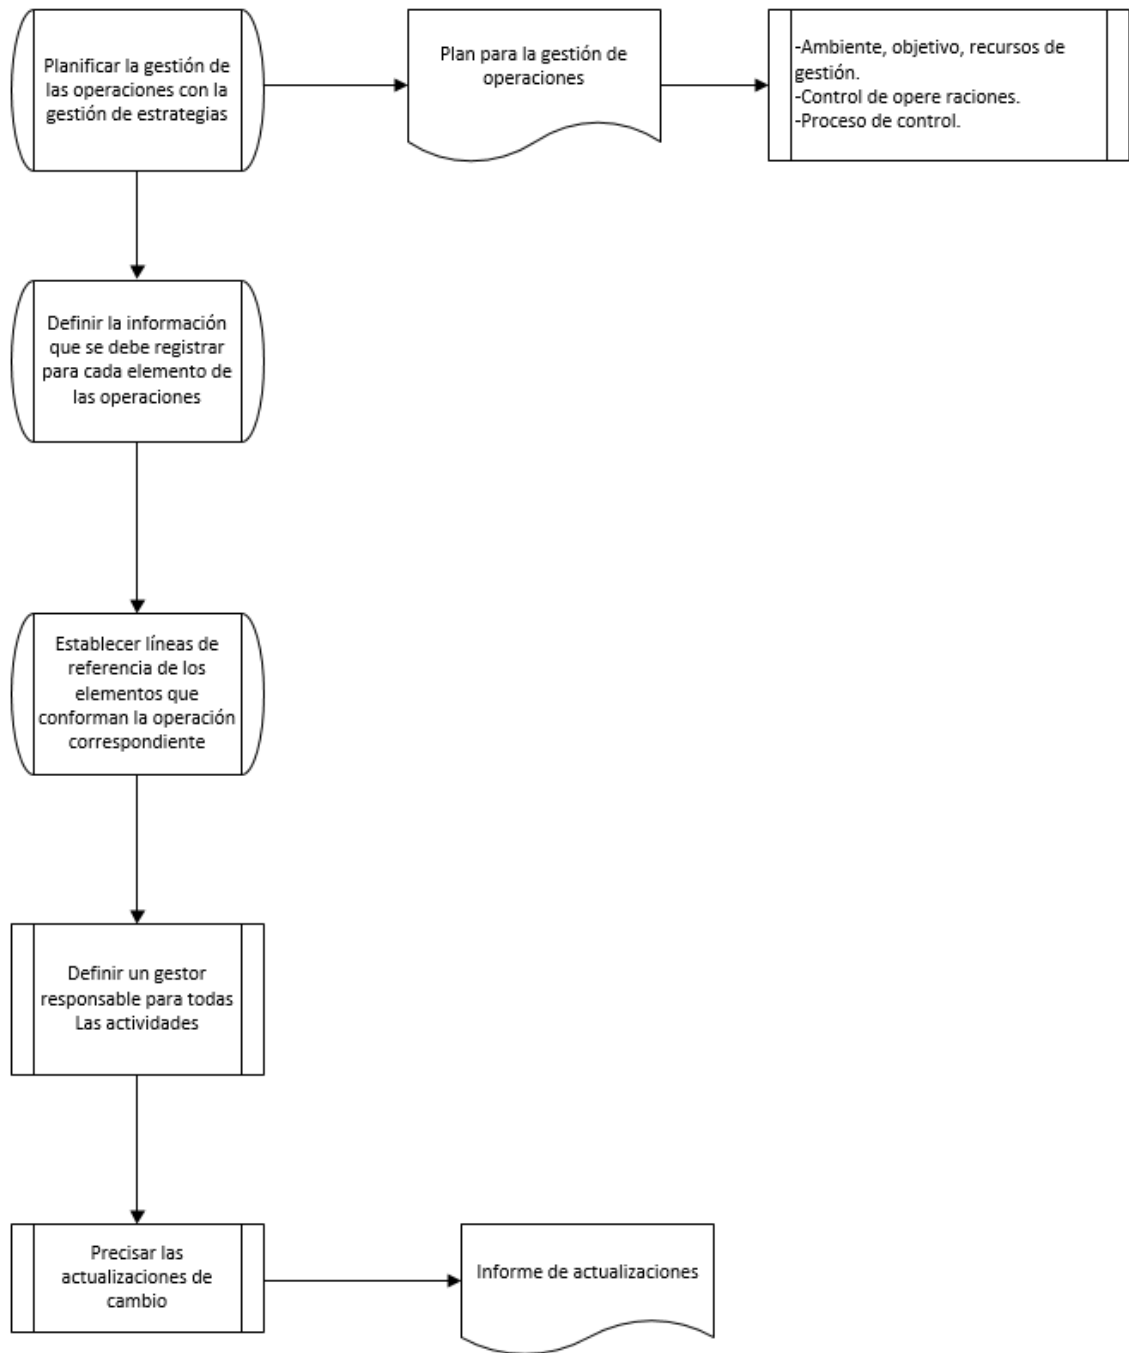 Planificar la gestión de
las operaciones con la
gestión de estrategias
Plan para la gestión de
operaciones
-Ambiente, objetivo, recursos de
gestión.
-Control de opere raciones.
-Proceso de control.
Definir la información
que se debe registrar
para cada elemento de
las operaciones
Establecer líneas de
referencia de los
elementos que
conforman la operación
correspondiente
Definir un gestor
responsable para todas
Las actividades
Precisar las
actualizaciones de
cambio
Informe de actualizaciones